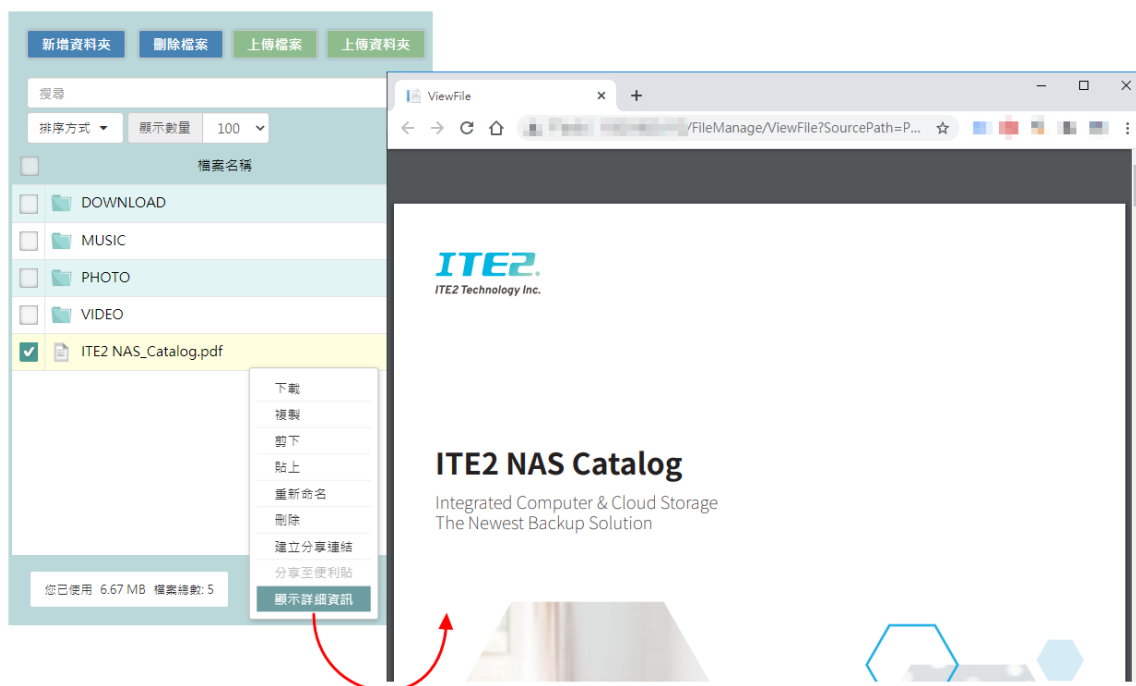 新增資料夾
刪除檔案
上傳檔案
上傳資料夾
搜尋
排序方式
顯示數量
100
檔案名稱
DOWNLOAD
MUSIC
PHOTO
VIDEO
ITE2 NAS_Catalog.pdf
下載
複製
剪下
貼上
重新命名
刪除
建立分享連結
分享至便利貼
顯示詳細資訊
您已使用 6.67 MB 檔案總數: 5
ViewFile
/FileManage/ViewFile?SourcePath=P...
ITE2.
ITE2 Technology Inc.
ITE2 NAS Catalog
Integrated Computer & Cloud Storage
The Newest Backup Solution